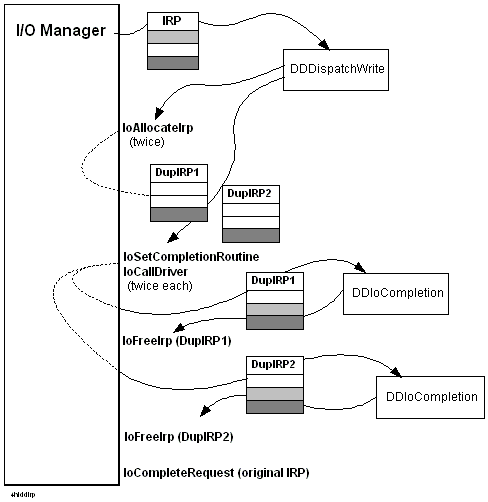 I/O Manager
IRP
DDDispatchWrite
IoAllocateIrp
(twice)
DupIRP1
DupIRP2
IoSetCompletionRoutine
IoCallDriver
(twice each)
DupIRP1
DDIoCompletion
IoFreeIrp (DupIRP1)
DupIRP2
DDIoCompletion
IoFreeIrp (DupIRP2)
IoCompleteRequest (original IRP)